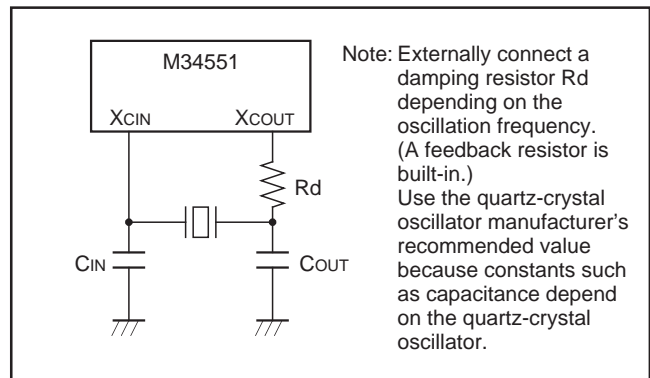 M34551
XCIN
XCOUT
Rd
CIN
COUT
Note: Externally connect a
damping resistor Rd
depending on the
oscillation frequency.
(A feedback resistor is
built-in.)
Use the quartz-crystal
oscillator manufacturer's
recommended value
because constants such
as capacitance depend
on the quartz-crystal
oscillator.